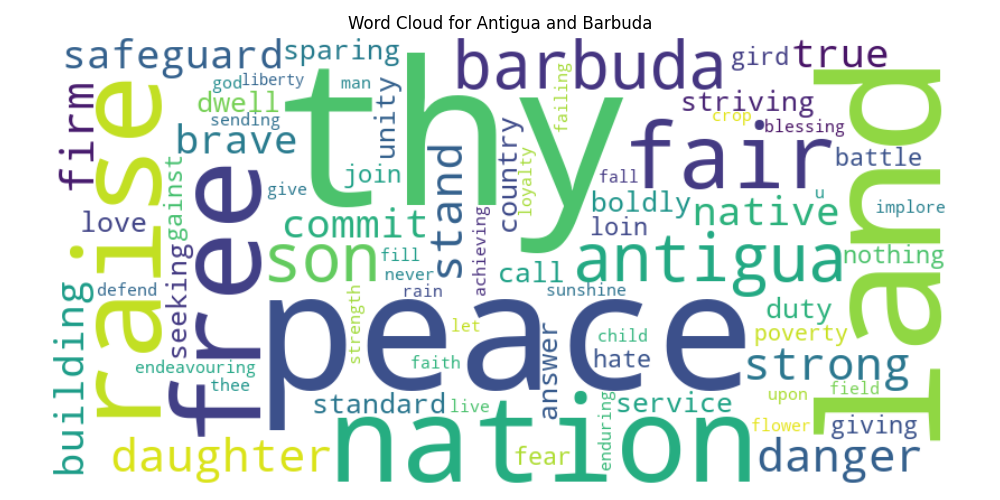 Word Cloud for Antigua and Barbuda
safeguard
sparing
barbuda
gird
true
god
liberty
man
dwell
sending
brave
firm
raise
free
against
unity
thy
failing
striving
crop
blessing
fair
battle
land
join
give
stand
country
loyalty
fall
boldly
native
u
implore
love
commit
loin
son
fill
never
rain
achieving
call
antigua
nothing
defend
seeking
building
sunshine
duty
peace
strength
let
faith
answer
child
hate
poverty
strong
endeavouring
thee
standard
live
nation
enduring
service
upon
field
flower
giving
daughter
fear
danger